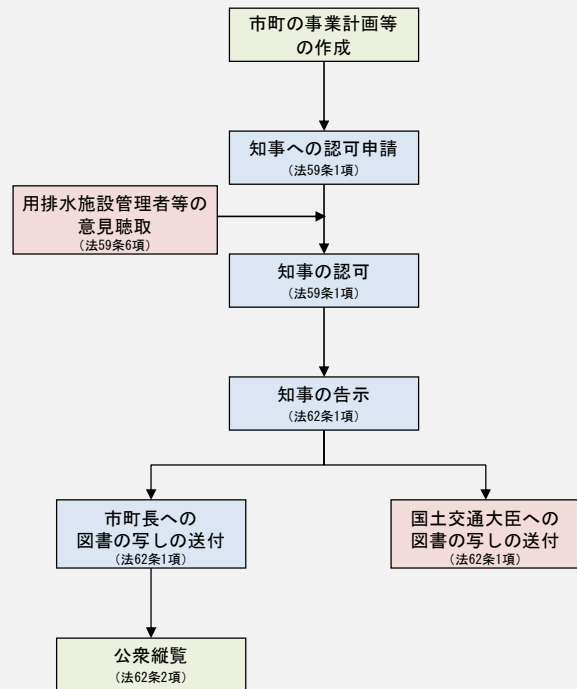 市町の事業計画等
の作成
知事への認可申請
（法59条1項）
用排水施設管理者等の
意見聴取
（法59条6項）
知事の認可
（法59条1項）
知事の告示
（法62条1項）
市町長への
図書の写しの送付
（法62条1項）
国土交通大臣への
図書の写しの送付
（法62条1項）
公衆縦覧
（法62条2項）